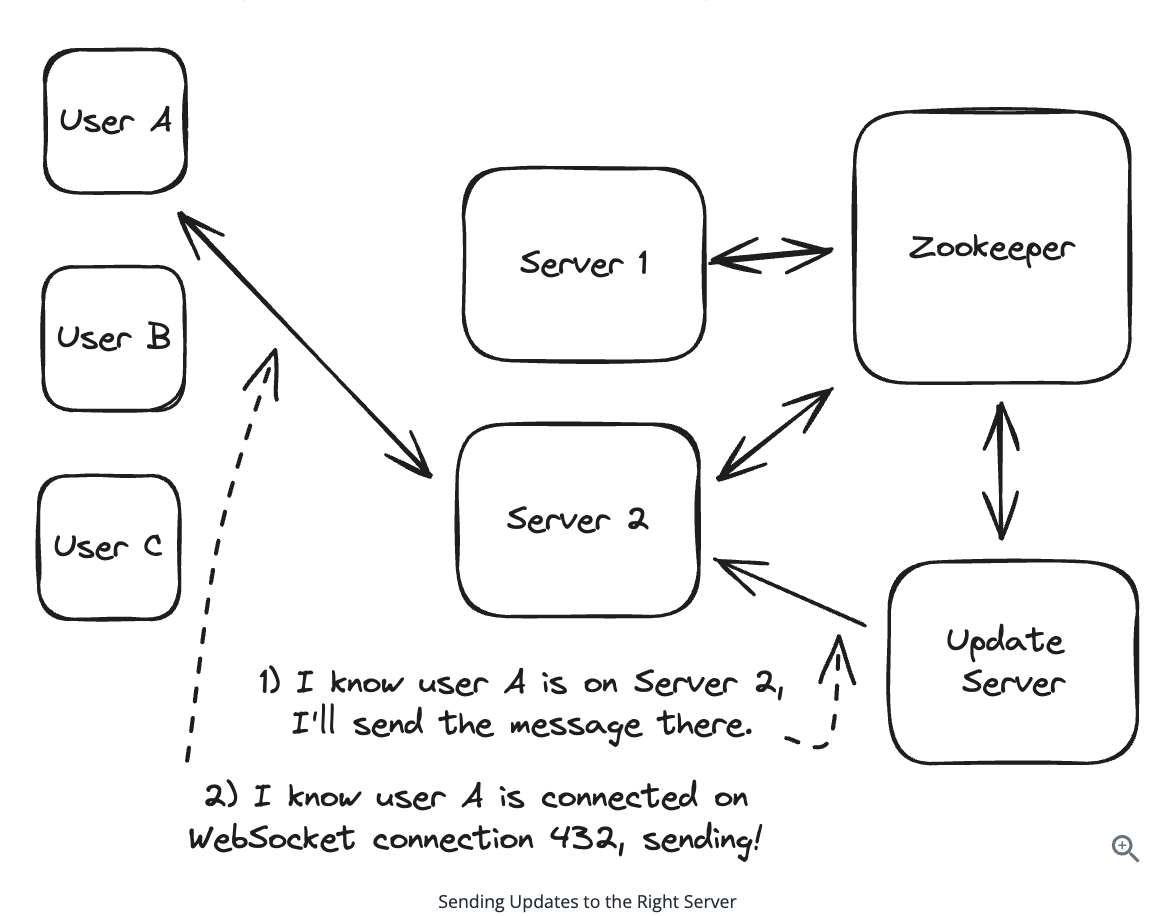 User A
User B
User C
Server 1
Server 2
Zookeeper
Update
Server
1) I know user A is on Server 2,
I'll send the message there.
2) I know user A is connected on
WebSocket connection 432, sending!
Sending Updates to the Right Server